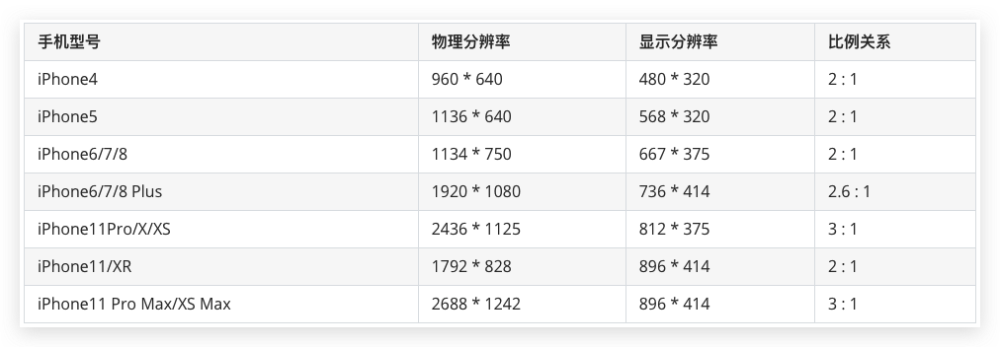 手机型号 物理分辨率 显示分辨率 比例关系
iPhone4 960 * 640 480 * 320 2 : 1
iPhone5 1136 * 640 568 * 320 2 : 1
iPhone6/7/8 1134 * 750 667 * 375 2 : 1
iPhone6/7/8 Plus 1920 * 1080 736 * 414 2.6 : 1
iPhone11Pro/X/XS 2436 * 1125 812 * 375 3 : 1
iPhone11/XR 1792 * 828 896 * 414 2 : 1
iPhone11 Pro Max/XS Max 2688 * 1242 896 * 414 3 : 1